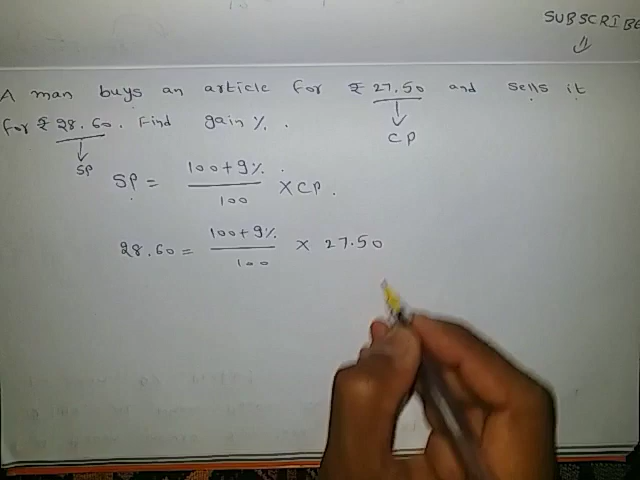 SUBSCRIBE
⇓
A man buys an article for ₹ 27.50 and sells it
for ₹ 28.60. Find gain %.
↓ CP
↓ SP
SP = 100+g% / 100 × CP.
28.60 = 100+g% / 100 × 27.50